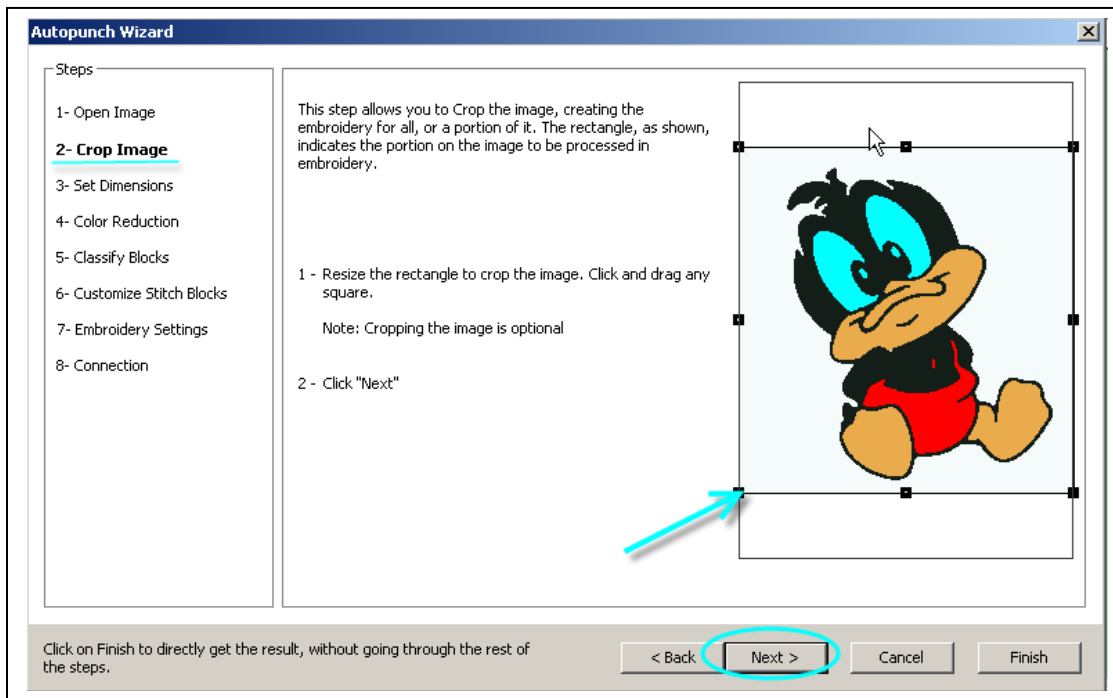 Autopunch Wizard
Steps
1- Open Image
2- Crop Image
3- Set Dimensions
4- Color Reduction
5- Classify Blocks
6- Customize Stitch Blocks
7- Embroidery Settings
8- Connection
This step allows you to Crop the image, creating the
embroidery for all, or a portion of it. The rectangle, as shown,
indicates the portion on the image to be processed in
embroidery.
1 - Resize the rectangle to crop the image. Click and drag any
square.
Note: Cropping the image is optional
2 - Click "Next"
Click on Finish to directly get the result, without going through the rest of
the steps.
< Back
Next >
Cancel
Finish